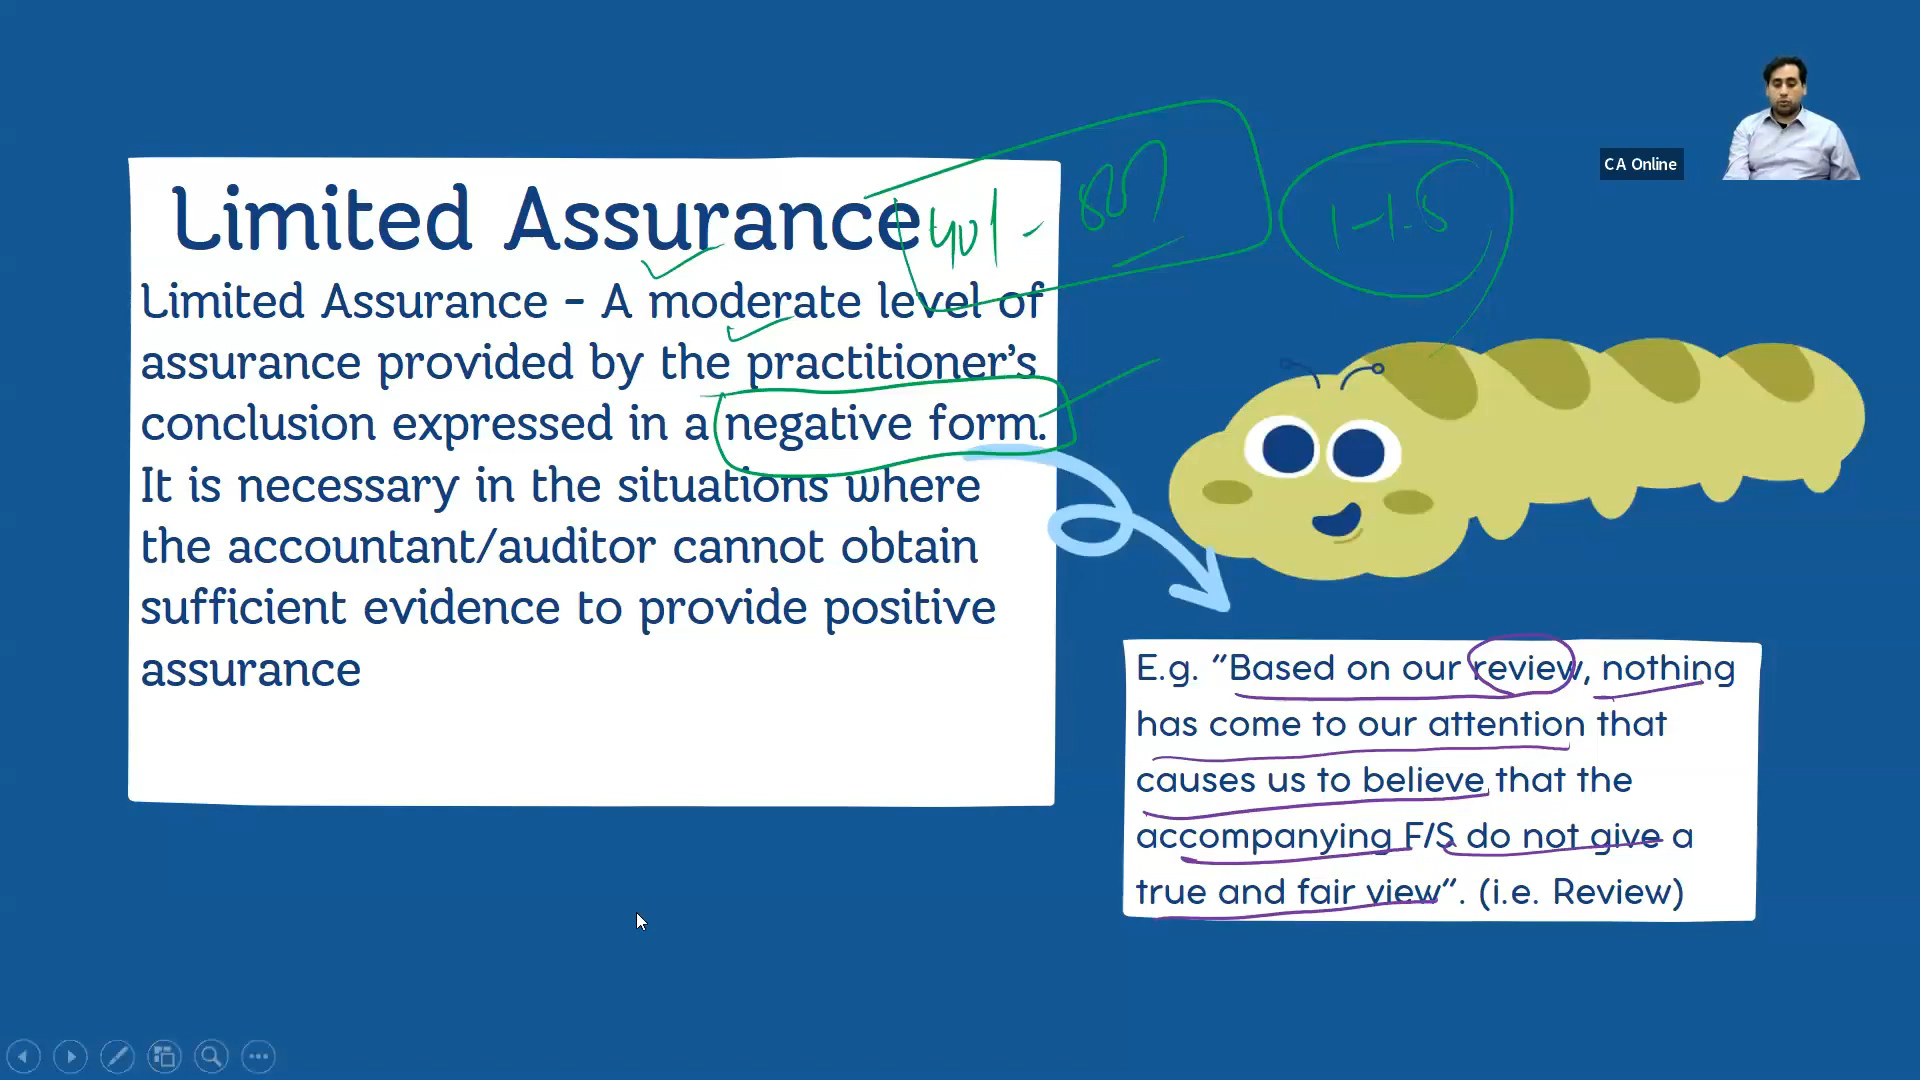 C A Online
Limited Assurance
Limited Assurance - A moderate level of
assurance provided by the practitioner's
conclusion expressed in a negative form.
It is necessary in the situations where
the accountant/auditor cannot obtain
sufficient evidence to provide positive
assurance
1-1.5
E.g. "Based on our review, nothing
has come to our attention that
causes us to believe that the
accompanying F/S do not give a
true and fair view". (i.e. Review)